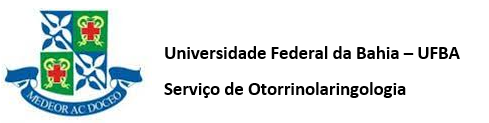 Universidade Federal da Bahia – UFBA
Serviço de Otorrinolaringologia
MEDEOR AC DOCEO